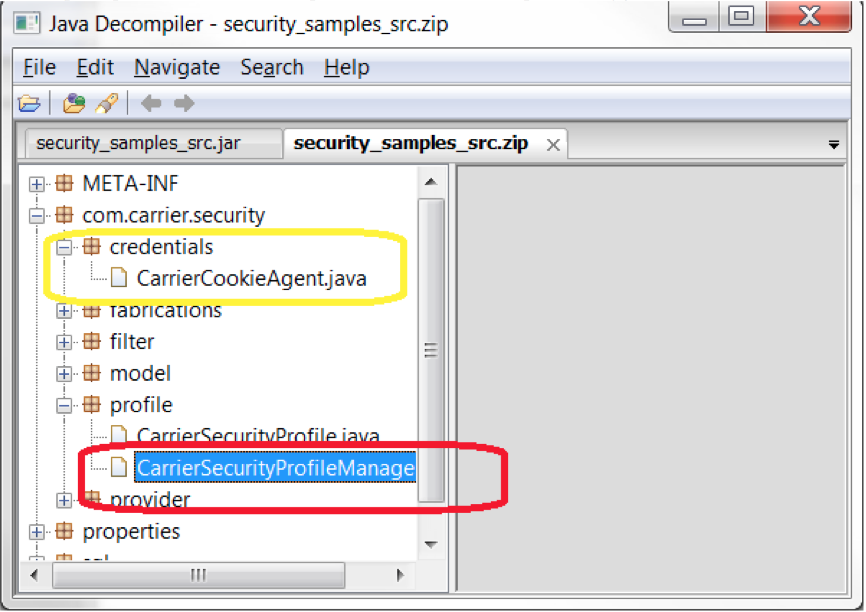 Java Decompiler - security_samples_src.zip
File Edit Navigate Search Help
security_samples_src.jar security_samples_src.zip
META-INF
com.carrier.security
credentials
CarrierCookieAgent.java
fabrications
filter
model
profile
CarrierSecurityProfile.java
CarrierSecurityProfileManage
provider
properties